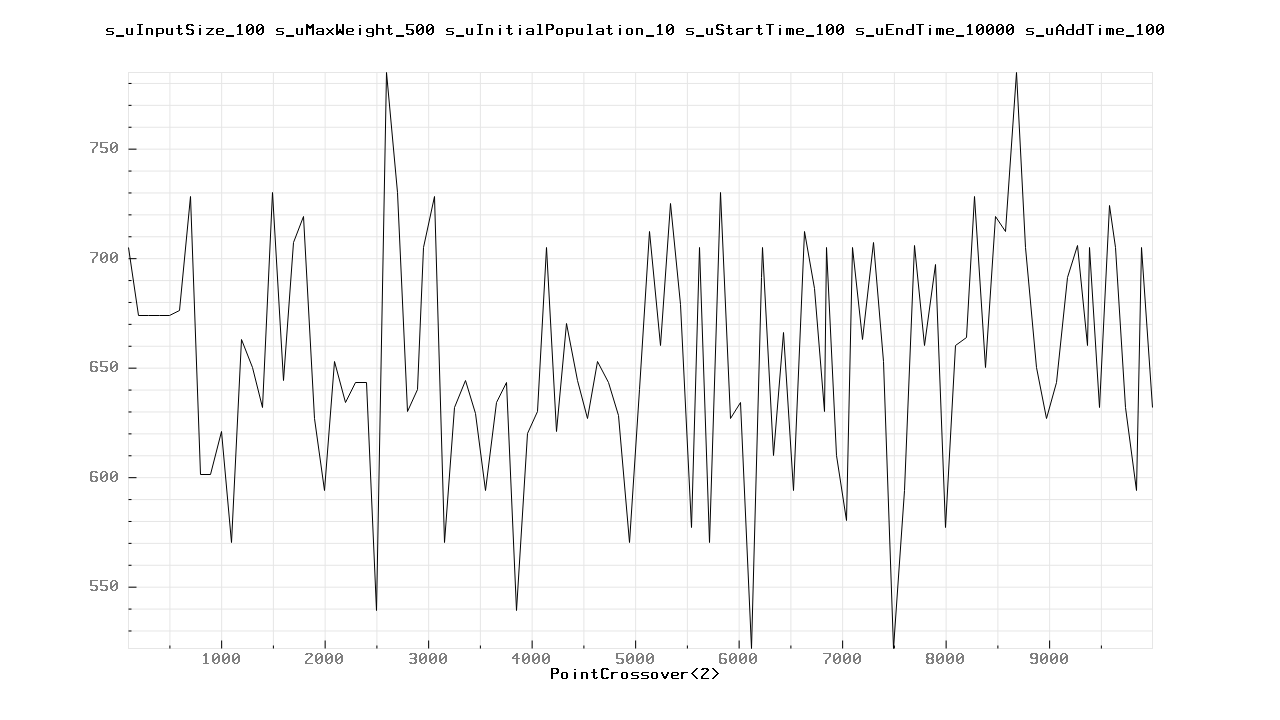 s_uInputSize_100 s_uMaxWeight_500 s_uInitialPopulation_10 s_uStartTime_100 s_uEndTime_10000 s_uAddTime_100
750
700
650
600
550
1000 2000 3000 4000 5000 6000 7000 8000 9000
PointCrossover<2>